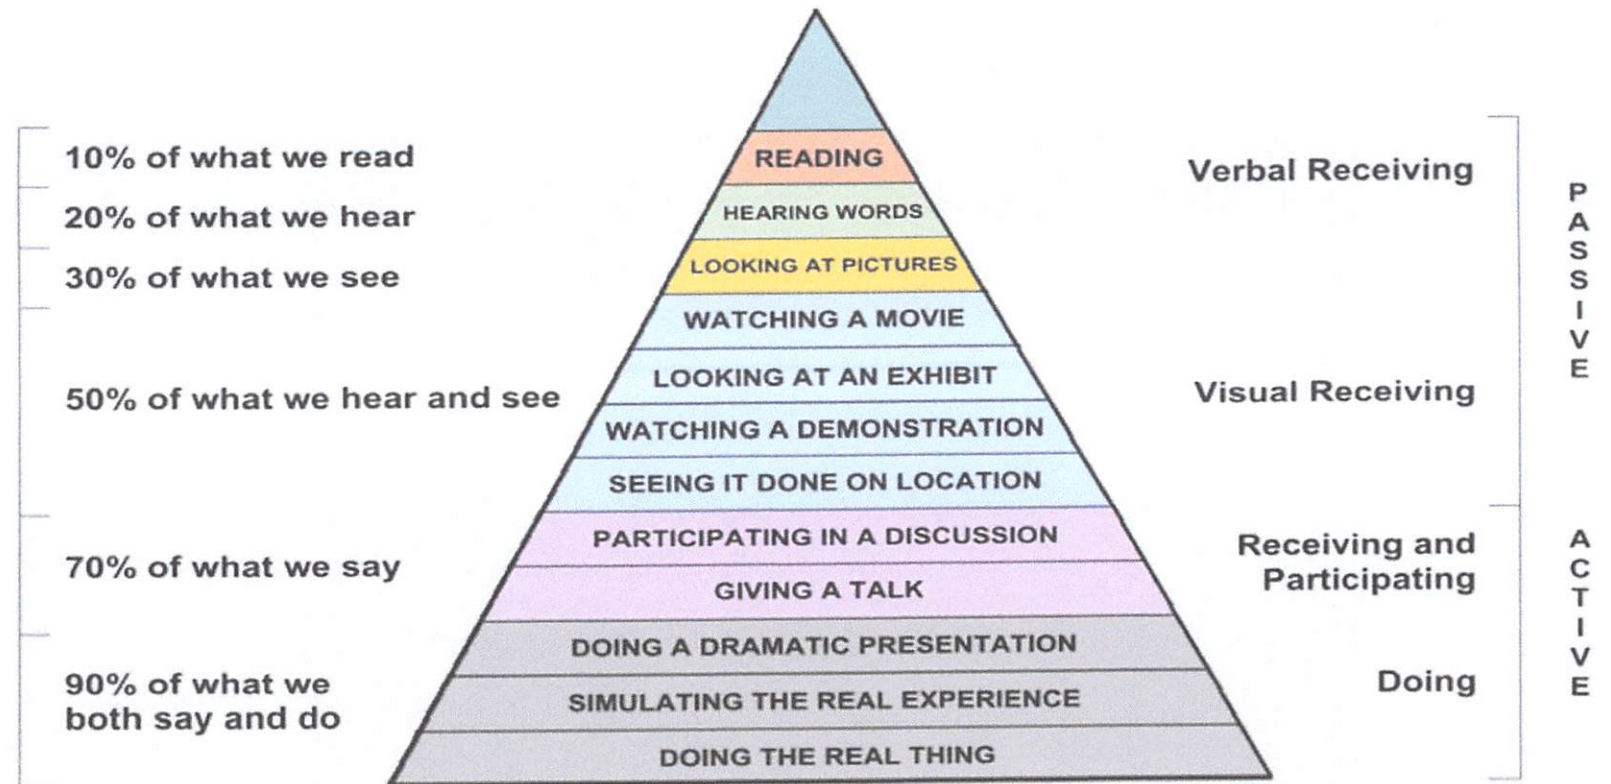 10% of what we read
20% of what we hear
30% of what we see
50% of what we hear and see
70% of what we say
90% of what we
both say and do
READING
HEARING WORDS
LOOKING AT PICTURES
WATCHING A MOVIE
LOOKING AT AN EXHIBIT
WATCHING A DEMONSTRATION
SEEING IT DONE ON LOCATION
PARTICIPATING IN A DISCUSSION
GIVING A TALK
DOING A DRAMATIC PRESENTATION
SIMULATING THE REAL EXPERIENCE
DOING THE REAL THING
Verbal Receiving
Visual Receiving
Receiving and
Participating
Doing
PASSIVE
ACTIVE